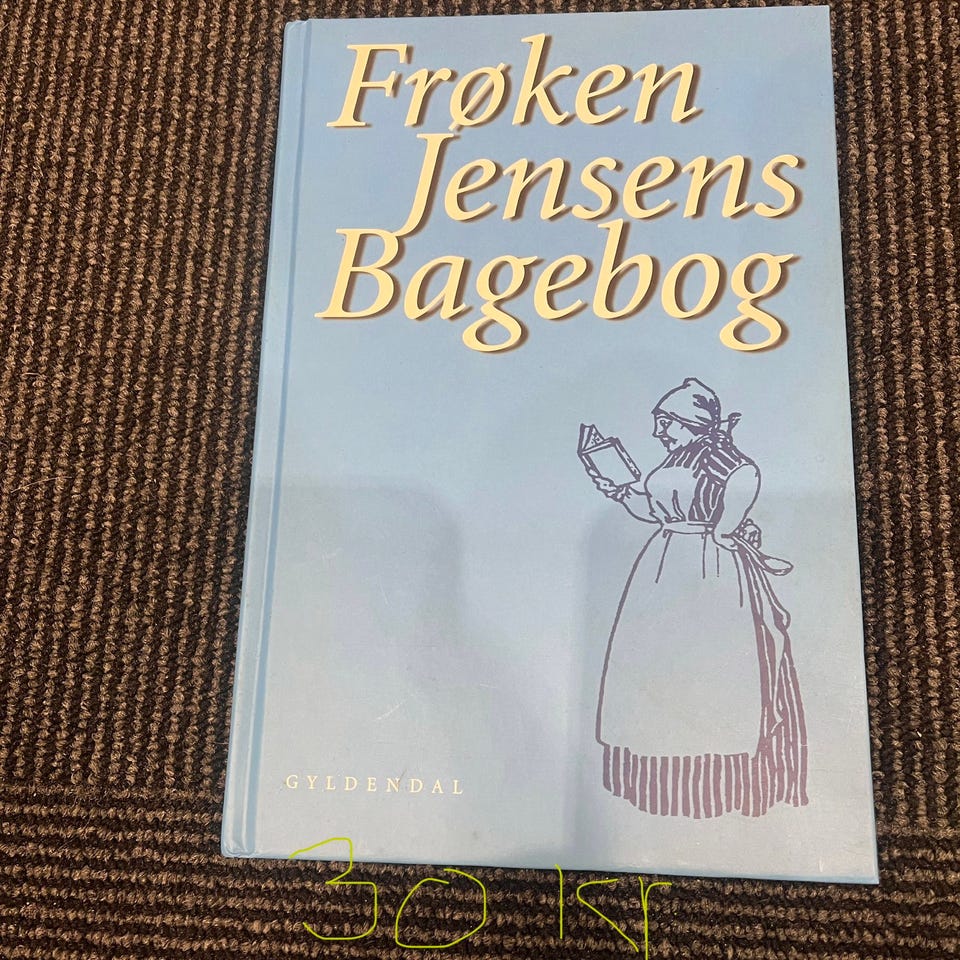 Frøken
Jensens
Bagebog
GYLDENDAL
30 kr